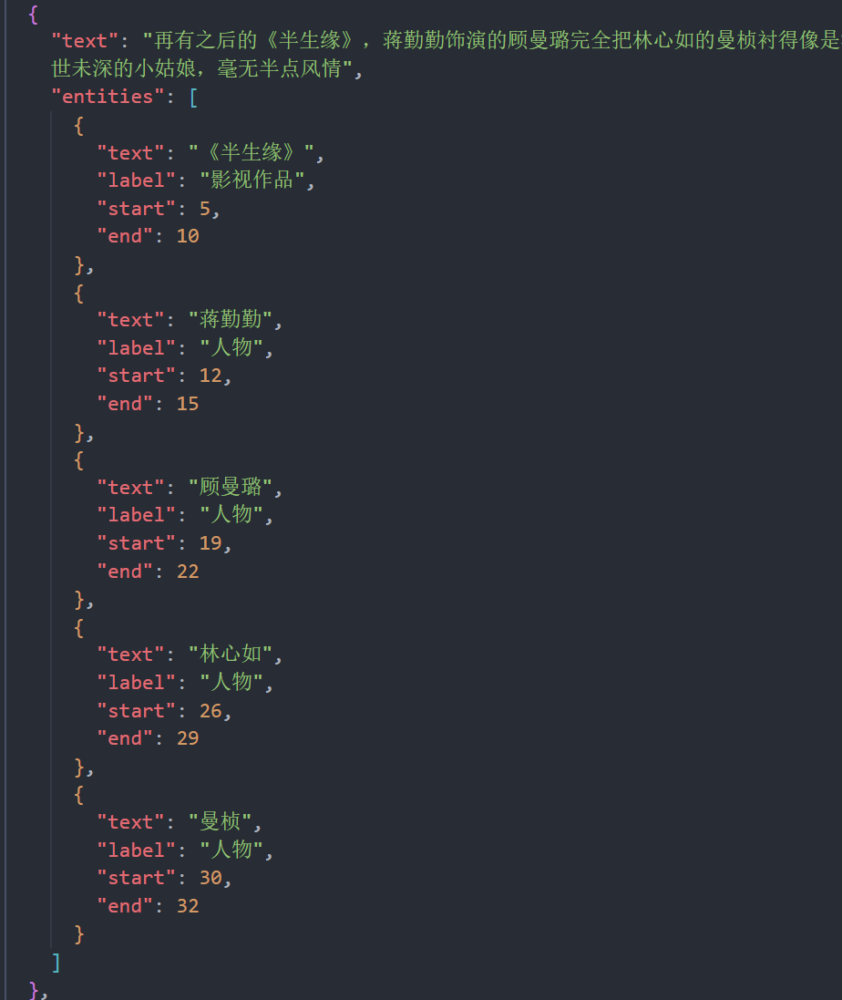 {
"text": "再有之后的《半生缘》，蒋勤勤饰演的顾曼璐完全把林心如的曼桢衬得像是
世未深的小姑娘，毫无半点风情",
"entities": [
{
"text": "《半生缘》",
"label": "影视作品",
"start": 5,
"end": 10
},
{
"text": "蒋勤勤",
"label": "人物",
"start": 12,
"end": 15
},
{
"text": "顾曼璐",
"label": "人物",
"start": 19,
"end": 22
},
{
"text": "林心如",
"label": "人物",
"start": 26,
"end": 29
},
{
"text": "曼桢",
"label": "人物",
"start": 30,
"end": 32
}
]
},